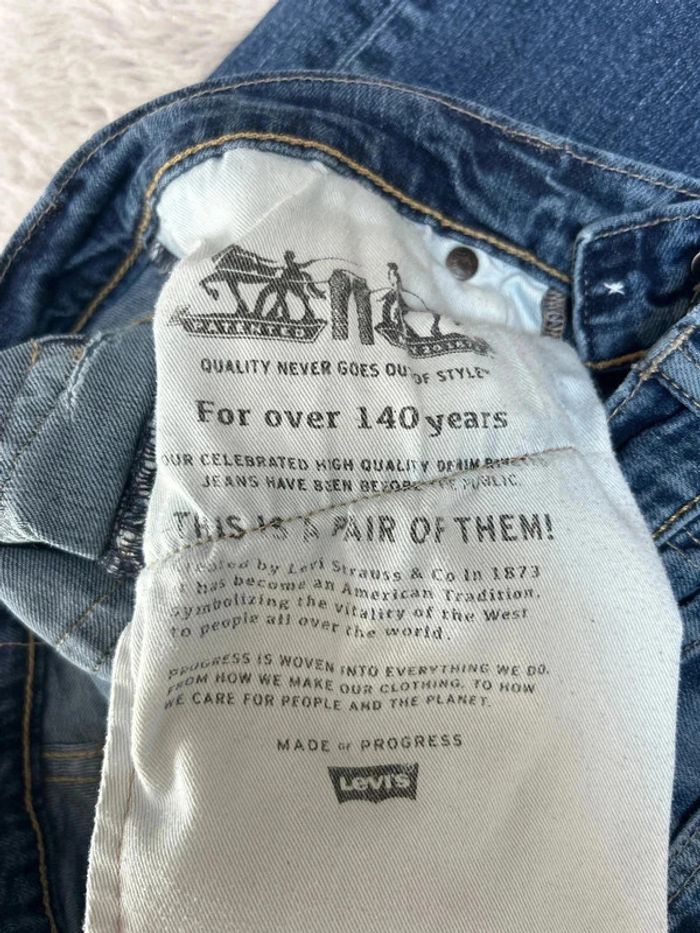 PATENTED
QUALITY NEVER GOES OUT OF STYLE™
For over 140 years
OUR CELEBRATED HIGH QUALITY DENIM
JEANS HAVE BEEN BEFORE THE PUBLIC.
THIS IS A PAIR OF THEM!
Created by Levi Strauss & Co in 1873
it has become an American Tradition,
symbolizing the vitality of the West
to people all over the world.
PROGRESS IS WOVEN INTO EVERYTHING WE DO.
FROM HOW WE MAKE OUR CLOTHING, TO HOW
WE CARE FOR PEOPLE AND THE PLANET.
MADE OF PROGRESS
LEVI'S